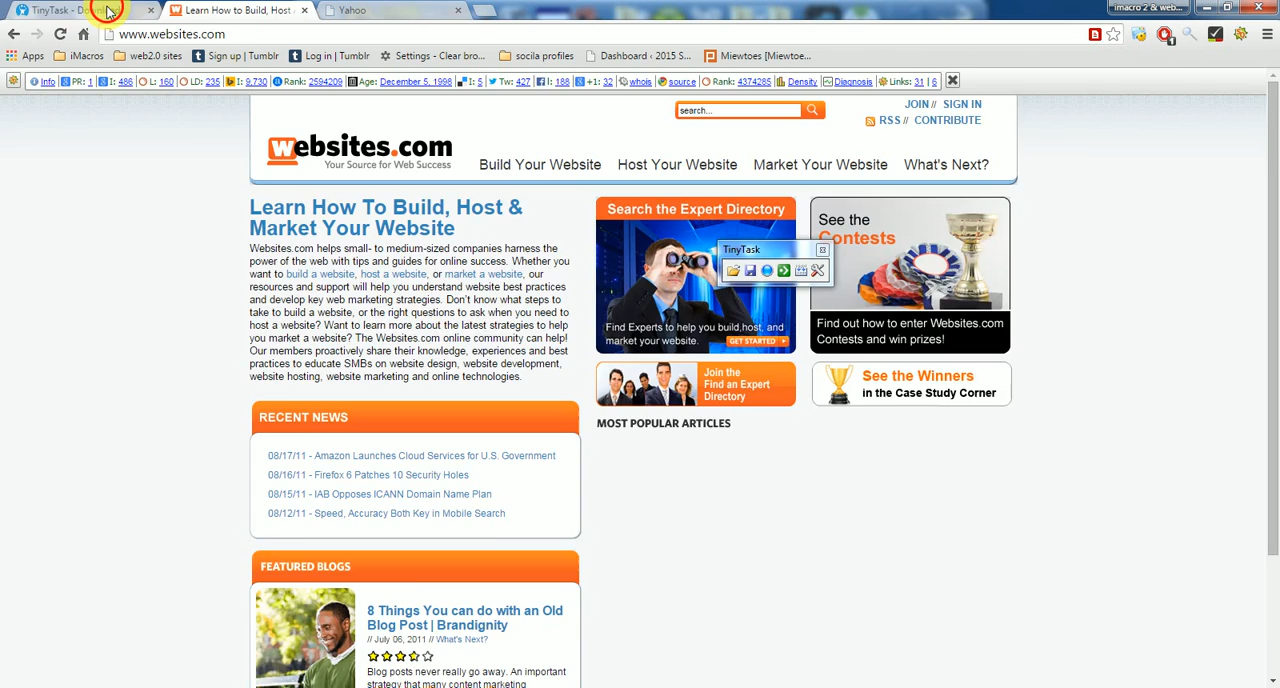 TinyTask - Do
Learn How to Build, Host
Yahoo
imacro 2 & web...
www.websites.com
Apps
iMacros
web2.0 sites
Sign up | Tumblr
Log in | Tumblr
Settings - Clear bro...
socila profiles
Dashboard ‹ 2015 S...
Miewtoes [Miewtoe...
Info
PR: 1
I: 486
L: 160
LD: 235
I: 9,730
Rank: 2594209
Age: December 5, 1998
I: 5
Tw: 427
I: 188
+1: 32
whois
source
Rank: 4374285
Density
Diagnosis
Links: 31 | 6
search...
JOIN // SIGN IN
RSS // CONTRIBUTE
websites.com
Your Source for Web Success
Build Your Website
Host Your Website
Market Your Website
What's Next?
Learn How To Build, Host &
Market Your Website
Websites.com helps small- to medium-sized companies harness the
power of the web with tips and guides for online success. Whether you
want to build a website, host a website, or market a website, our
resources and support will help you understand website best practices
and develop key web marketing strategies. Don't know what steps to
take to build a website, or the right questions to ask when you need to
host a website? Want to learn more about the latest strategies to help
you market a website? The Websites.com online community can help!
Our members proactively share their knowledge, experiences and best
practices to educate SMBs on website design, website development,
website hosting, website marketing and online technologies.
Search the Expert Directory
Find Experts to help you build,host, and
market your website.
GET STARTED
TinyTask
See the
Contests
Find out how to enter Websites.com
Contests and win prizes!
Join the
Find an Expert
Directory
See the Winners
in the Case Study Corner
MOST POPULAR ARTICLES
RECENT NEWS
08/17/11 - Amazon Launches Cloud Services for U.S. Government
08/16/11 - Firefox 6 Patches 10 Security Holes
08/15/11 - IAB Opposes ICANN Domain Name Plan
08/12/11 - Speed, Accuracy Both Key in Mobile Search
FEATURED BLOGS
8 Things You can do with an Old
Blog Post | Brandignity
// July 06, 2011 // What's Next?
Blog posts never really go away. An important
strategy that many content marketing